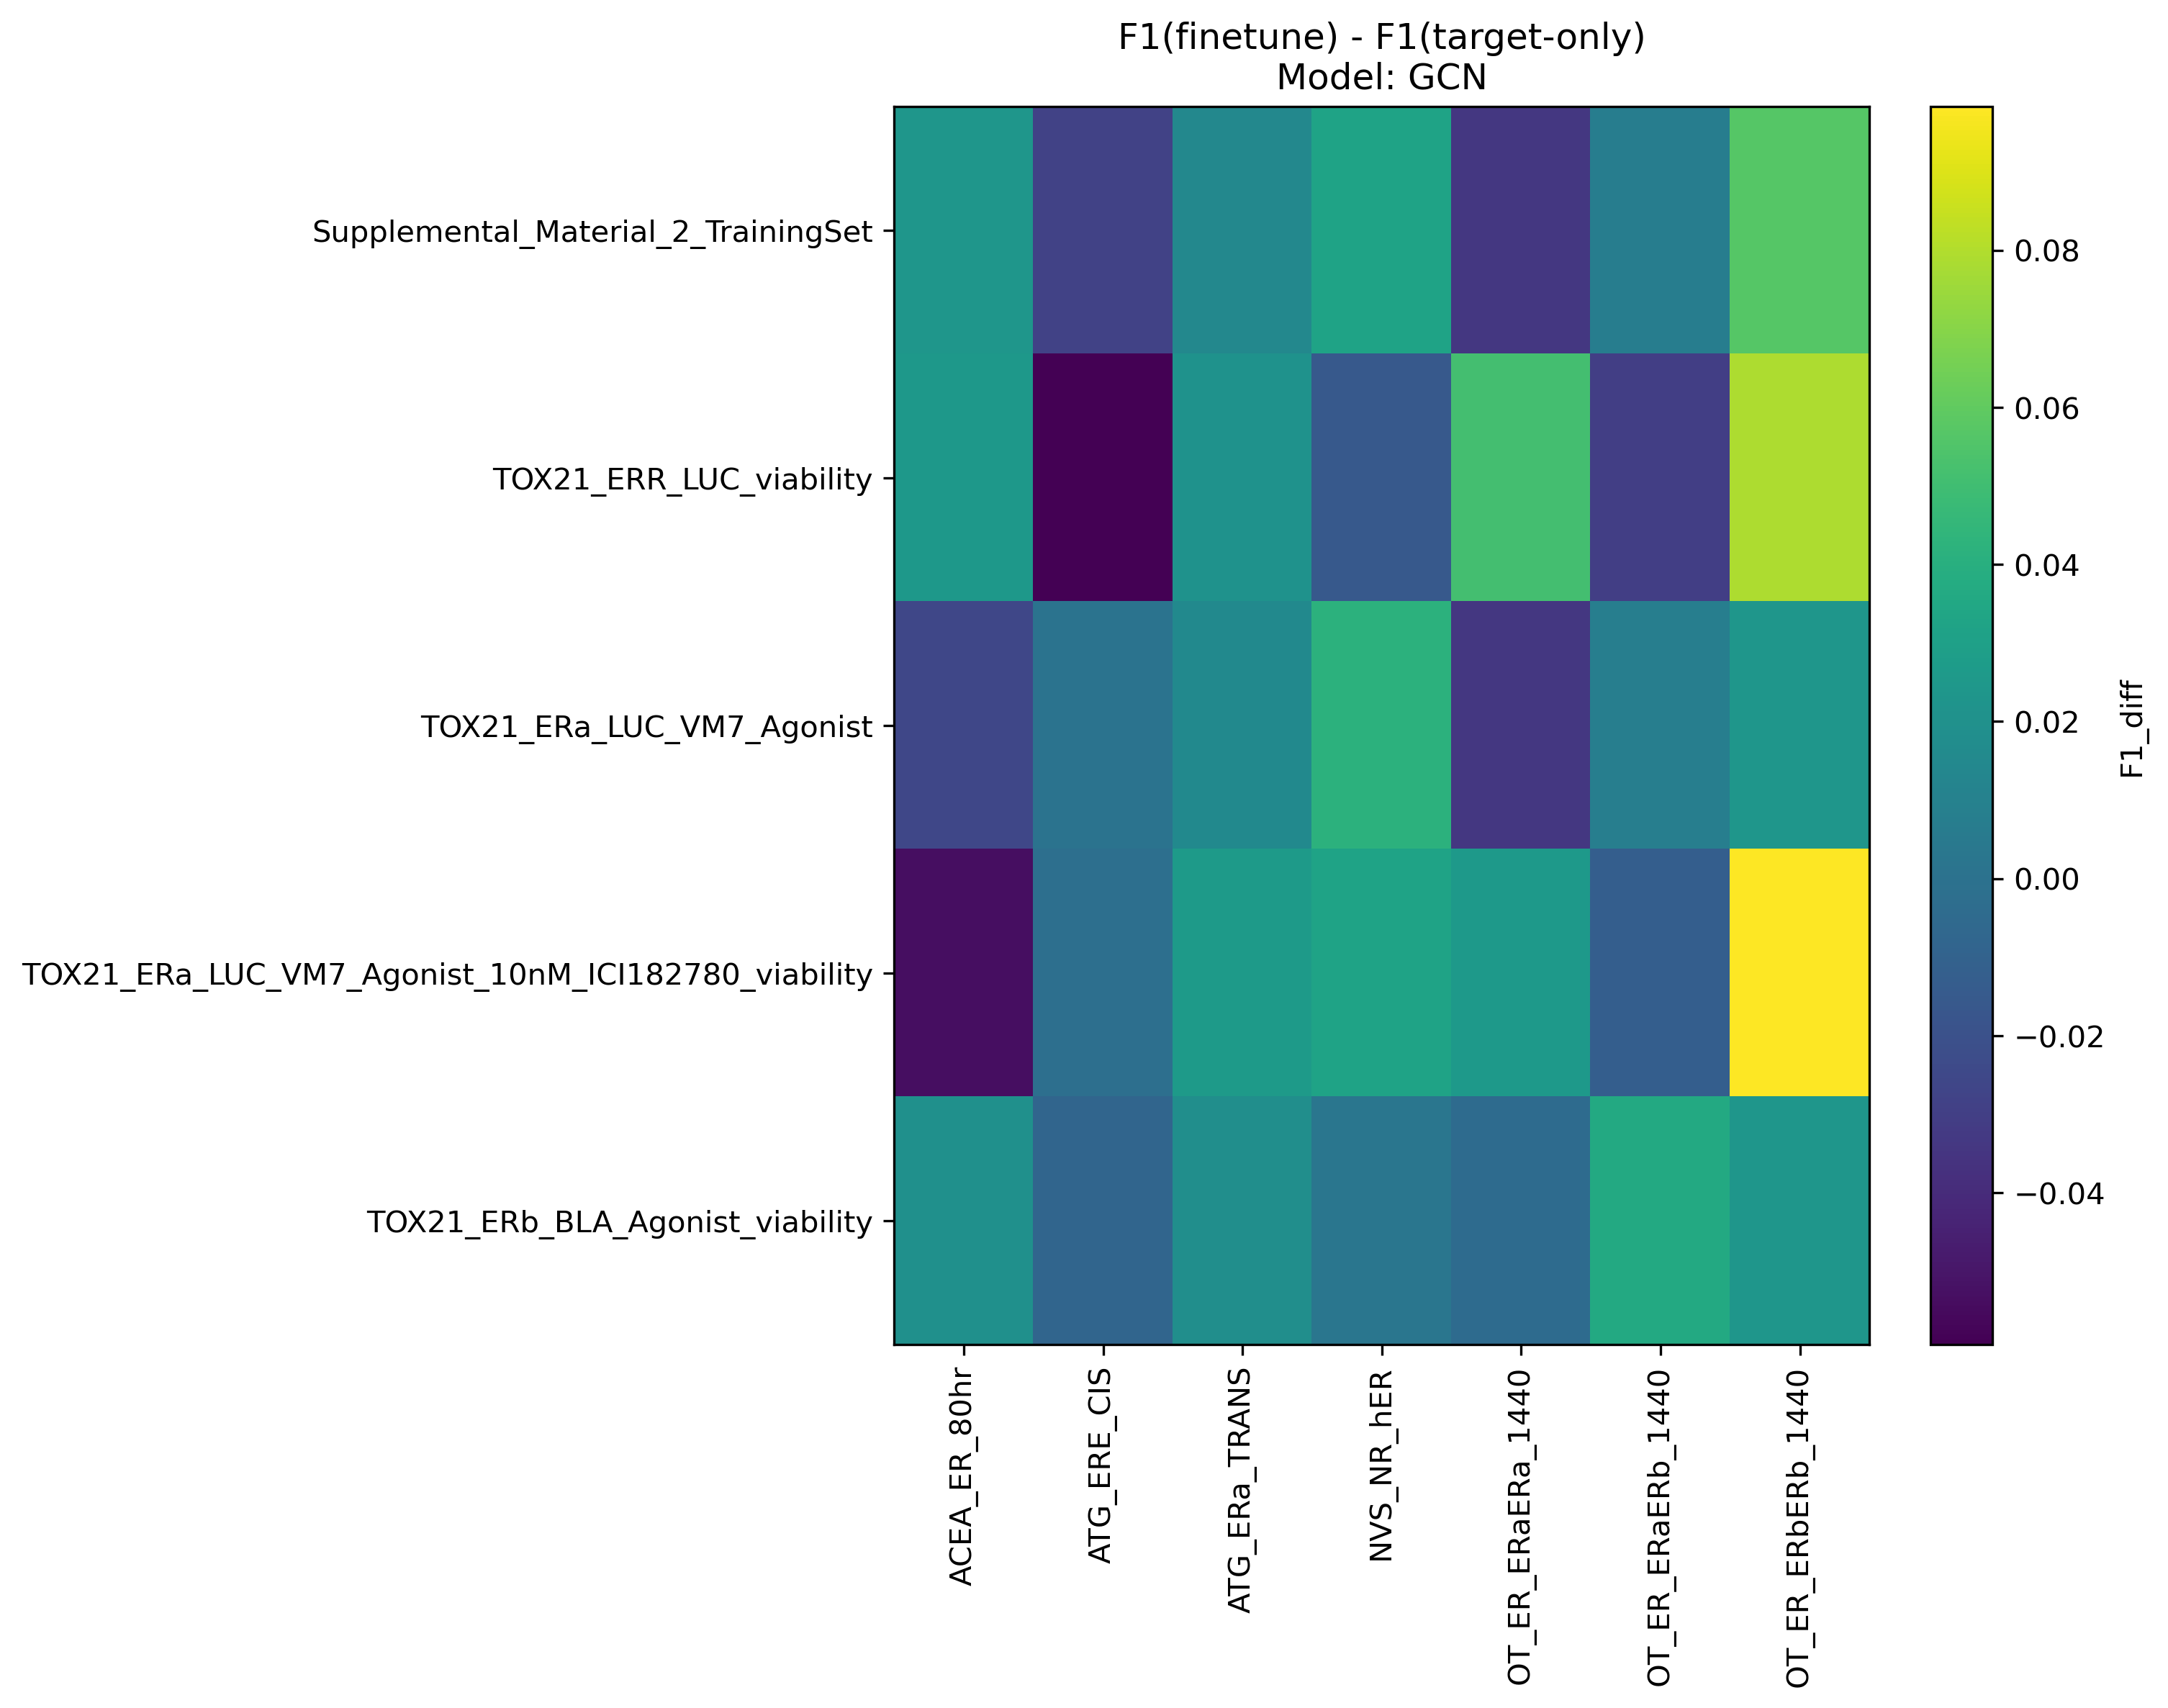 F1(finetune) - F1(target-only)
Model: GCN
Supplemental_Material_2_TrainingSet
TOX21_ERR_LUC_viability
TOX21_ERa_LUC_VM7_Agonist
TOX21_ERa_LUC_VM7_Agonist_10nM_ICI182780_viability
TOX21_ERb_BLA_Agonist_viability
ACEA_ER_80hr
ATG_ERE_CIS
ATG_ERa_TRANS
NVS_NR_hER
OT_ER_ERaERa_1440
OT_ER_ERaERb_1440
OT_ER_ERbERb_1440
0.08
0.06
0.04
0.02
0.00
−0.02
−0.04
F1_diff